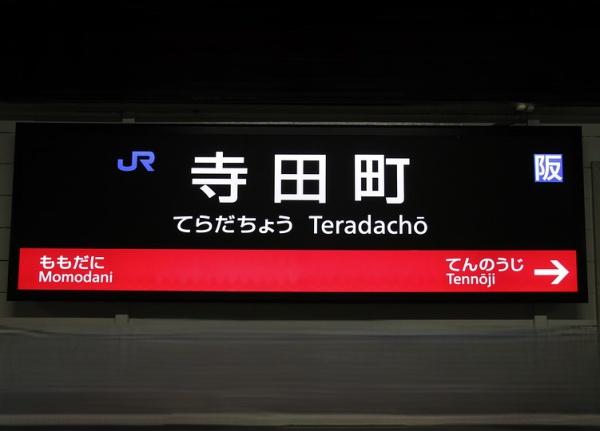 JR 寺田町 阪
てらだちょう Teradachō
ももだに
Momodani
てんのうじ
Tennōji